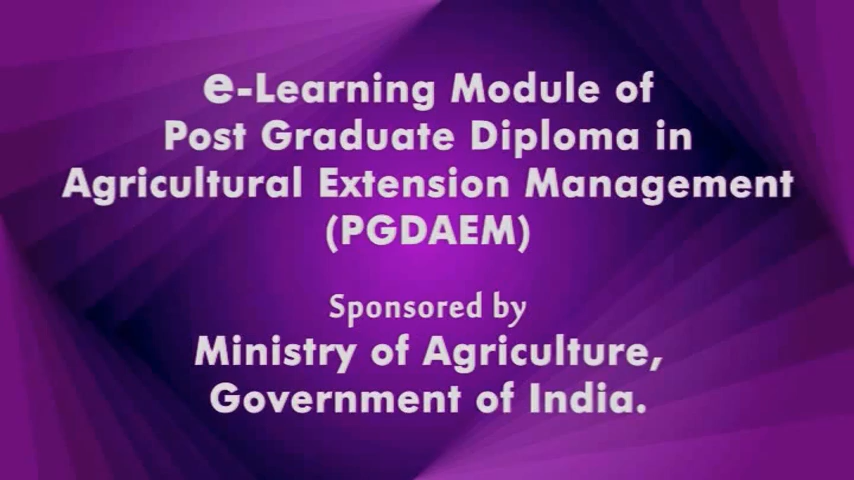 e-Learning Module of
Post Graduate Diploma in
Agricultural Extension Management
(PGDAEM)
Sponsored by
Ministry of Agriculture,
Government of India.